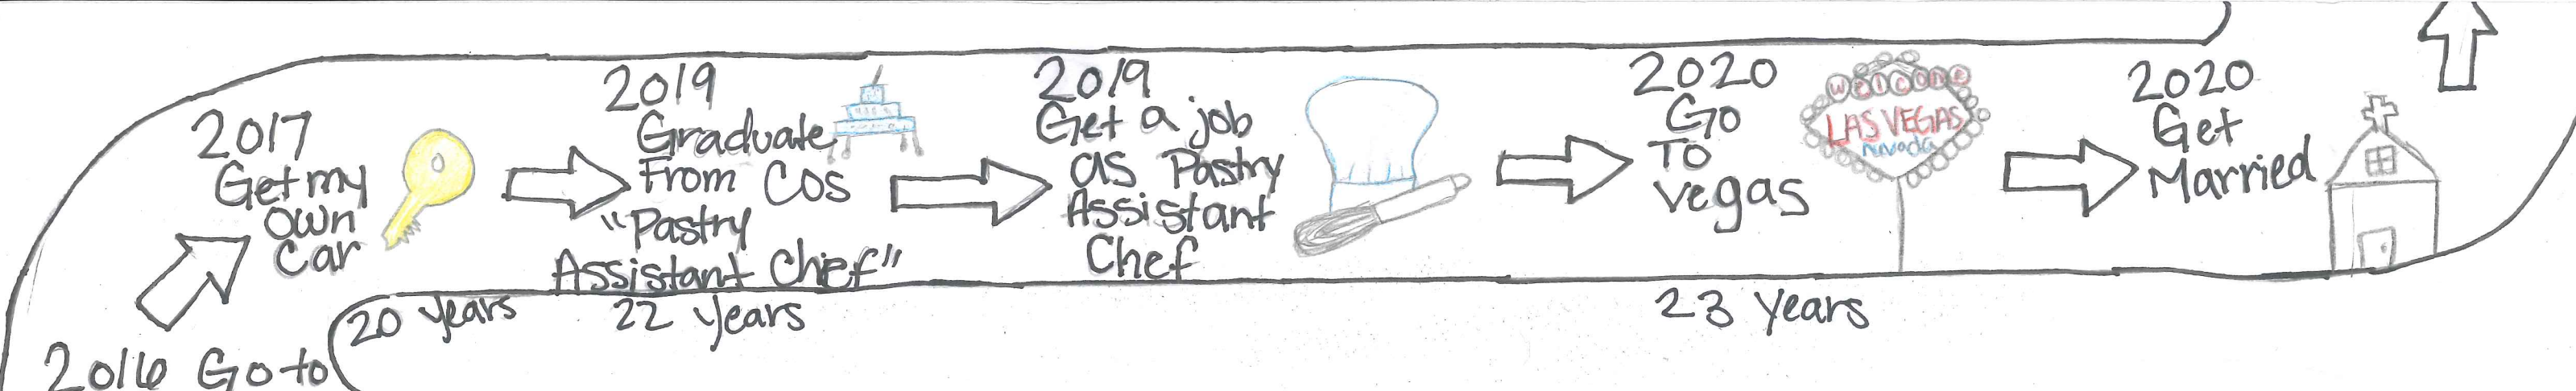 2017
Get my
own
car
2019
Graduate
From COS
"Pastry
Assistant Chief"
2019
Get a job
as Pastry
Assistant
Chef
2020
Go
To
Vegas
WELCOME
LAS VEGAS
nevada
2020
Get
Married
20 years
22 years
23 years
2016 Go to